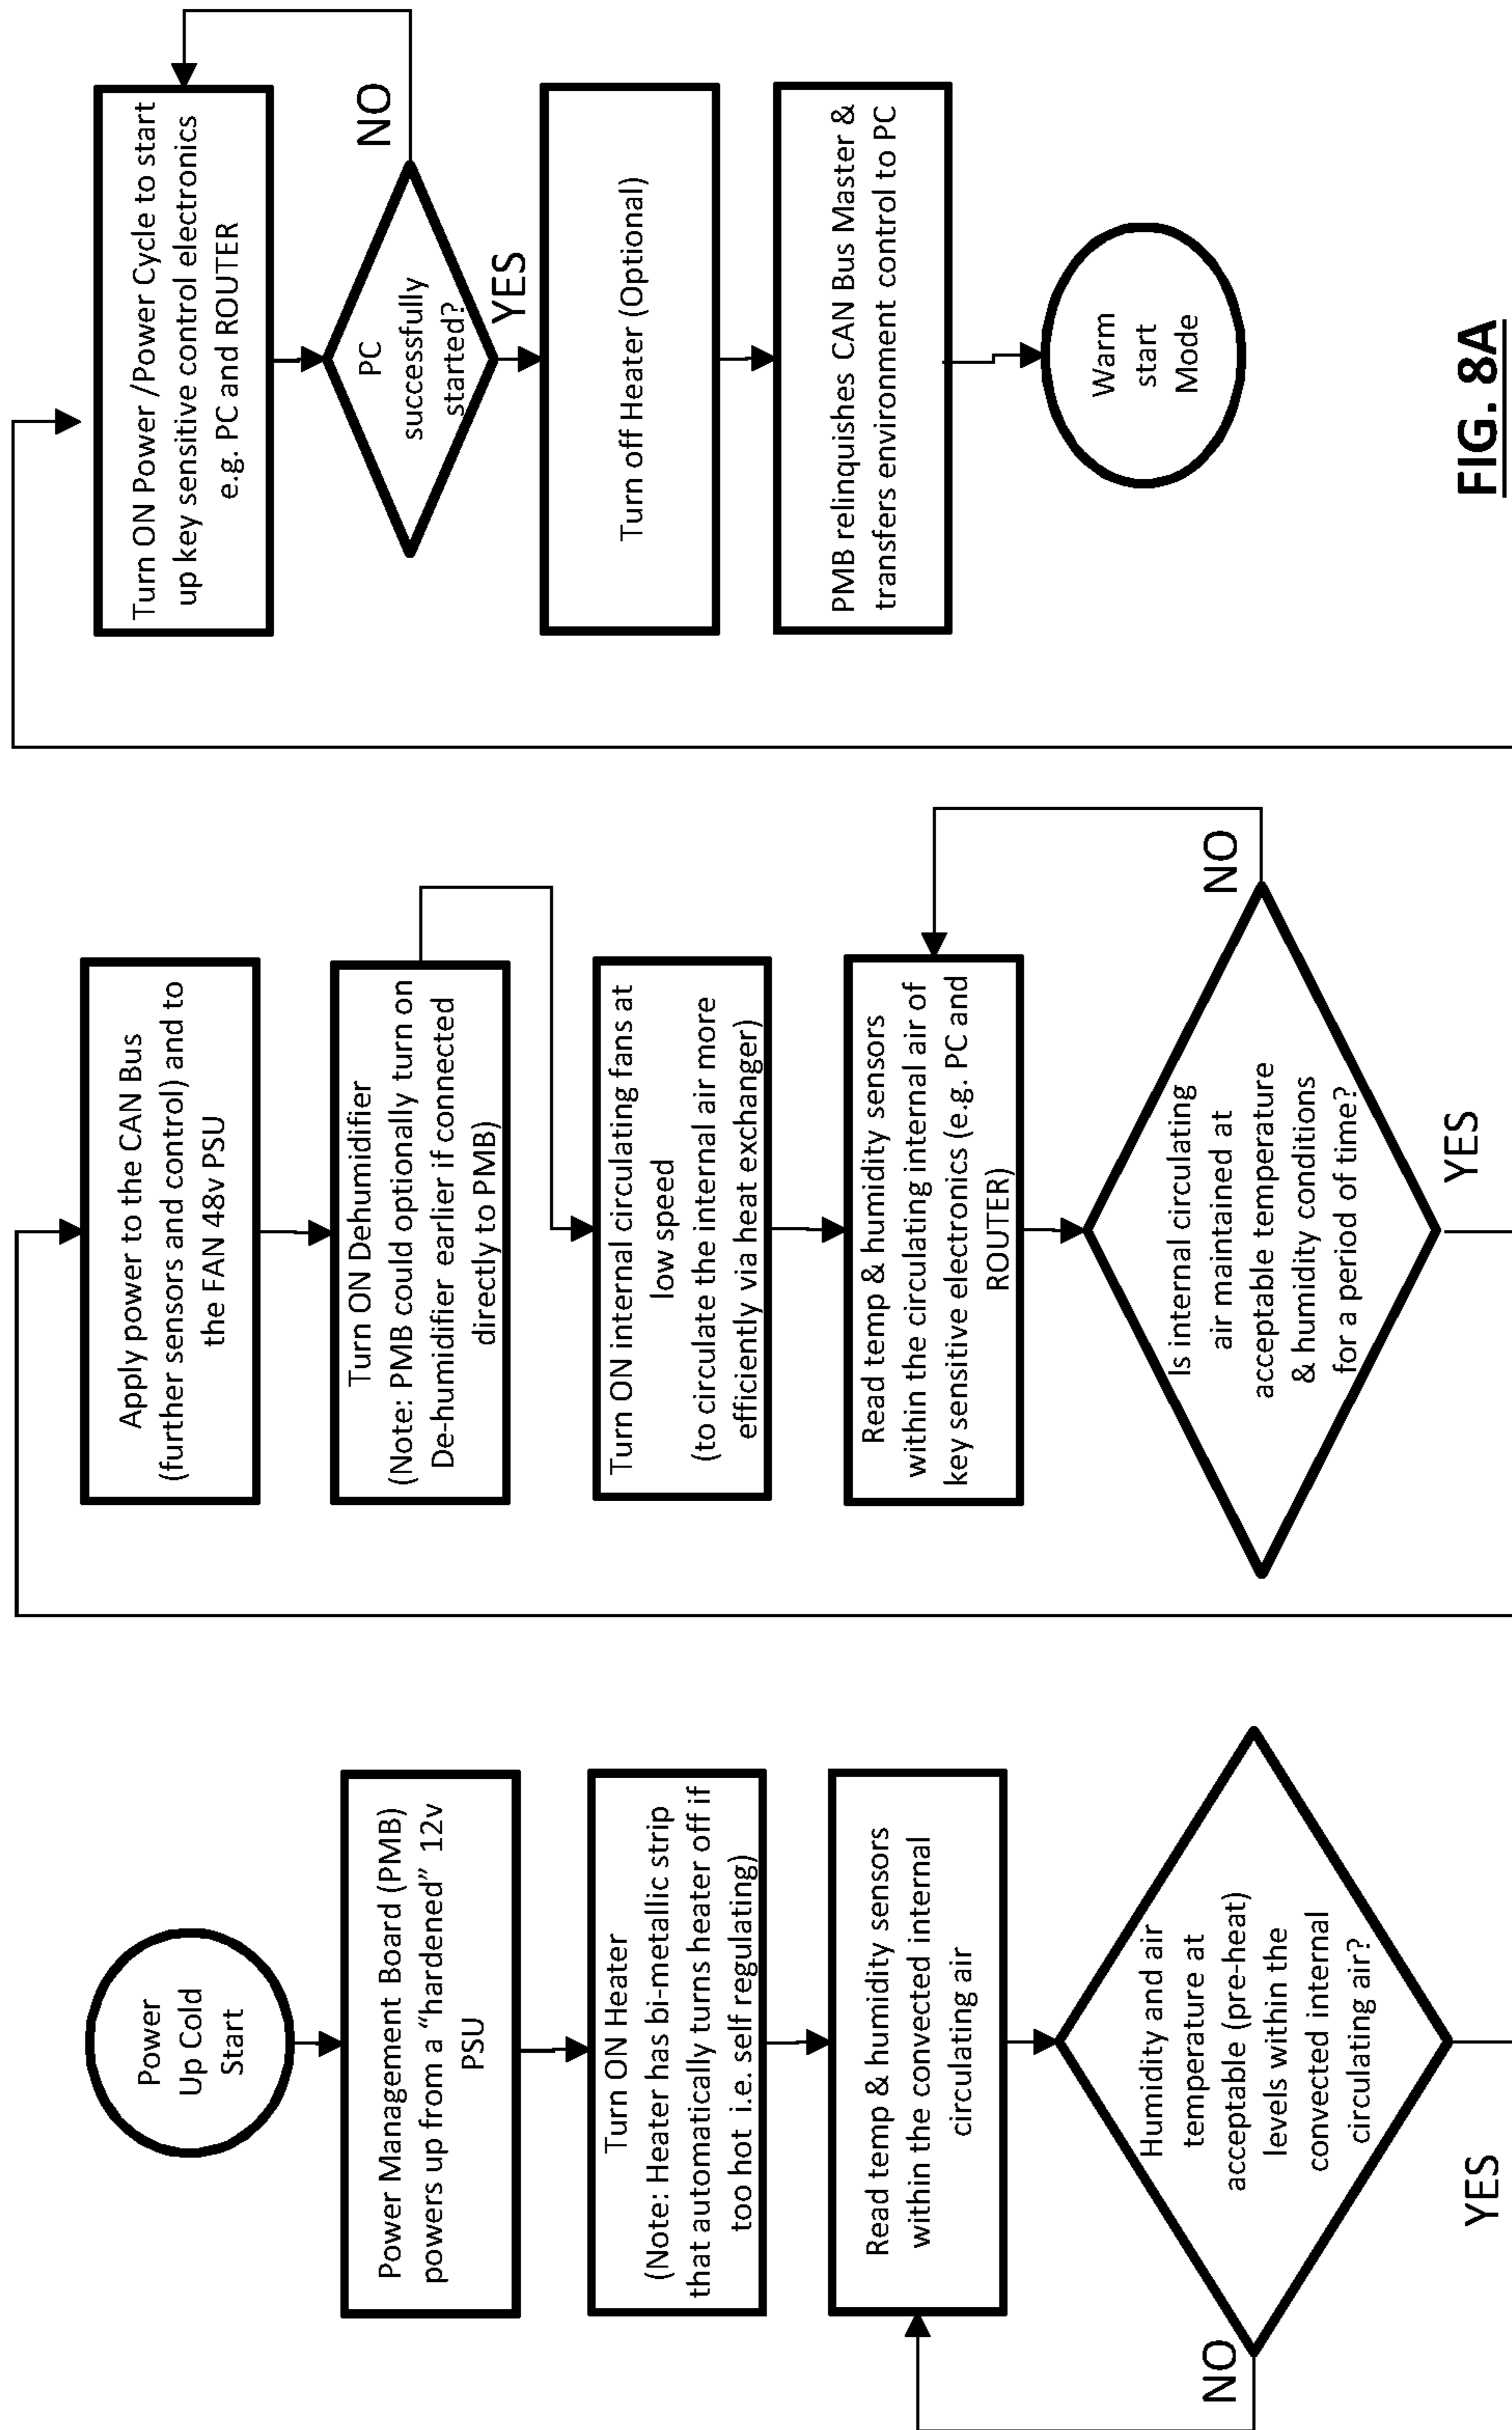 Power
Up Cold
Start
Power Management Board (PMB)
powers up from a “hardened” 12v
PSU
Turn ON Heater
(Note: Heater has bi-metallic strip
that automatically turns heater off if
too hot i.e. self regulating)
Read temp & humidity sensors
within the convected internal
circulating air
Humidity and air
temperature at
acceptable (pre-heat)
levels within the
convected internal
circulating air?
NO
YES
Apply power to the CAN Bus
(further sensors and control) and to
the FAN 48v PSU
Turn ON Dehumidifier
(Note: PMB could optionally turn on
De-humidifier earlier if connected
directly to PMB)
Turn ON internal circulating fans at
low speed
(to circulate the internal air more
efficiently via heat exchanger)
Read temp & humidity sensors
within the circulating internal air of
key sensitive electronics (e.g. PC and
ROUTER)
Is internal circulating
air maintained at
acceptable temperature
& humidity conditions
for a period of time?
NO
YES
Turn ON Power /Power Cycle to start
up key sensitive control electronics
e.g. PC and ROUTER
PC
successfully
started?
NO
YES
Turn off Heater (Optional)
PMB relinquishes CAN Bus Master &
transfers environment control to PC
Warm
start
Mode
FIG. 8A